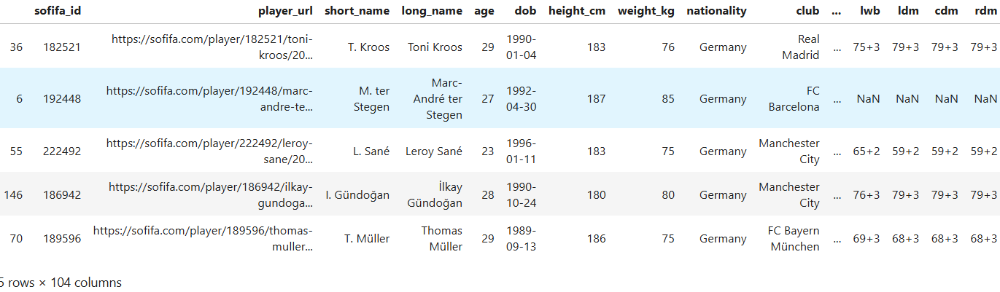 sofifa_id player_url short_name long_name age dob height_cm weight_kg nationality club ... lwb ldm cdm rdm
36 182521 https://sofifa.com/player/182521/toni-kroos/20... T. Kroos Toni Kroos 29 1990-01-04 183 76 Germany Real Madrid ... 75+3 79+3 79+3 79+3
6 192448 https://sofifa.com/player/192448/marc-andre-te... M. ter Stegen Marc-André ter Stegen 27 1992-04-30 187 85 Germany FC Barcelona ... NaN NaN NaN NaN
55 222492 https://sofifa.com/player/222492/leroy-sane/20... L. Sané Leroy Sané 23 1996-01-11 183 75 Germany Manchester City ... 65+2 59+2 59+2 59+2
146 186942 https://sofifa.com/player/186942/ilkay-gundoga... I. Gündoğan İlkay Gündoğan 28 1990-10-24 180 80 Germany Manchester City ... 76+3 79+3 79+3 79+3
70 189596 https://sofifa.com/player/189596/thomas-muller... T. Müller Thomas Müller 29 1989-09-13 186 75 Germany FC Bayern München ... 69+3 68+3 68+3 68+3
5 rows × 104 columns